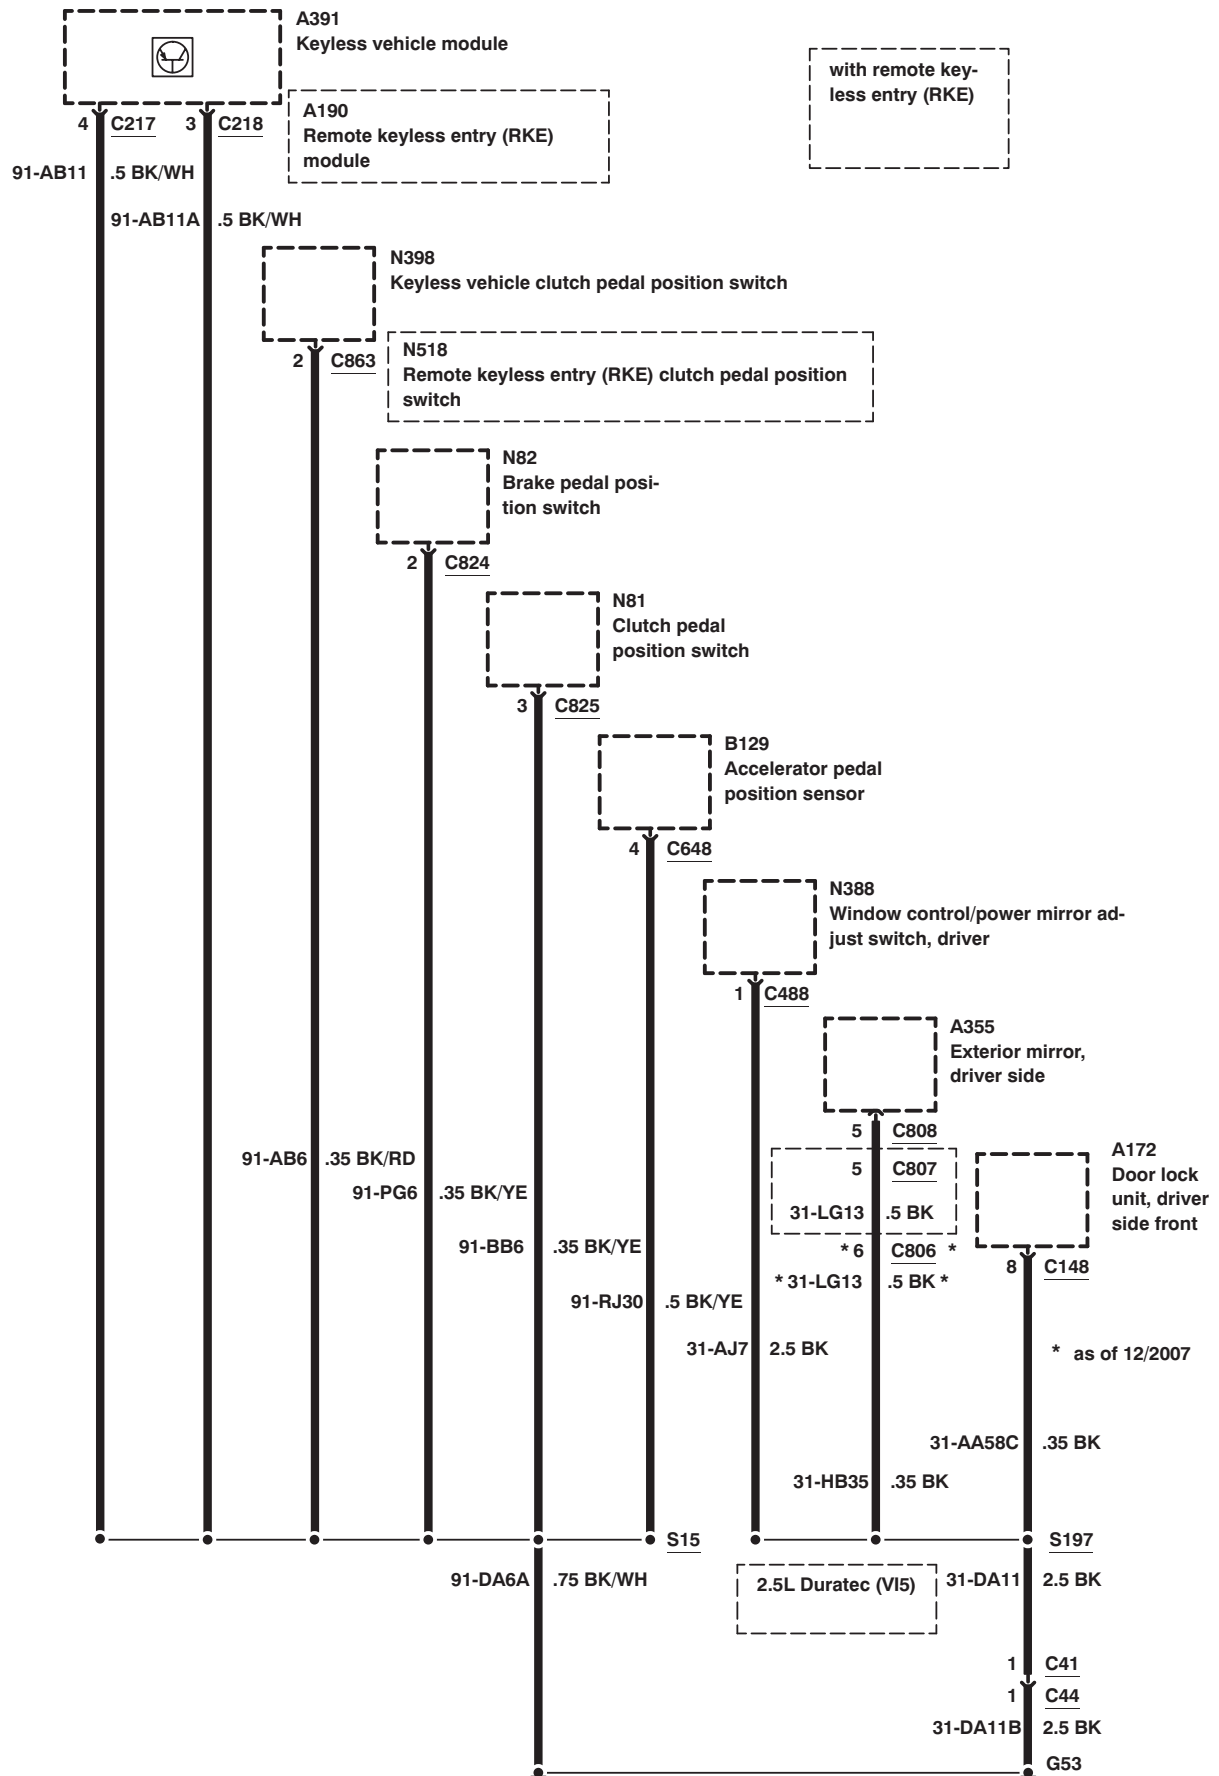 A391
Keyless vehicle module
with remote key-
less entry (RKE)
A190
Remote keyless entry (RKE)
module
4 C217 3 C218
91-AB11 .5 BK/WH
91-AB11A .5 BK/WH
N398
Keyless vehicle clutch pedal position switch
2 C863
N518
Remote keyless entry (RKE) clutch pedal position
switch
N82
Brake pedal posi-
tion switch
2 C824
N81
Clutch pedal
position switch
3 C825
B129
Accelerator pedal
position sensor
4 C648
N388
Window control/power mirror ad-
just switch, driver
1 C488
A355
Exterior mirror,
driver side
5 C808
5 C807
31-LG13 .5 BK
* 6 C806 *
* 31-LG13 .5 BK *
A172
Door lock
unit, driver
side front
8 C148
91-AB6 .35 BK/RD
91-PG6 .35 BK/YE
91-BB6 .35 BK/YE
91-RJ30 .5 BK/YE
31-AJ7 2.5 BK
* as of 12/2007
31-AA58C .35 BK
31-HB35 .35 BK
S15
S197
91-DA6A .75 BK/WH
2.5L Duratec (VI5)
31-DA11 2.5 BK
1 C41
1 C44
31-DA11B 2.5 BK
G53